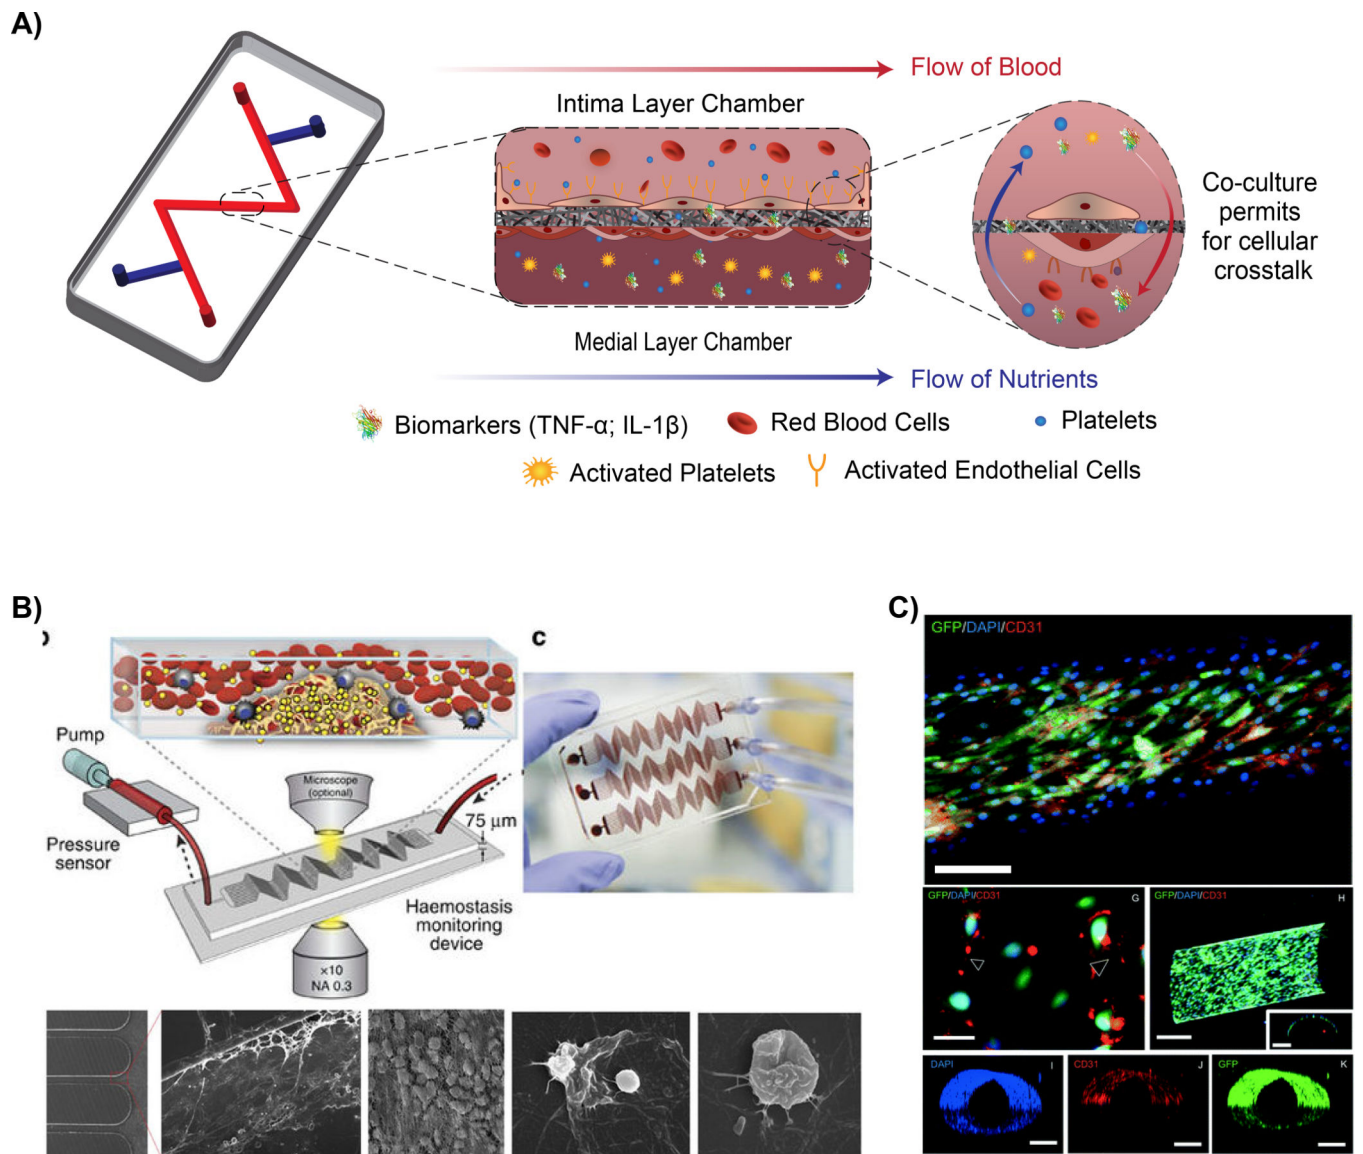 A)
Flow of Blood
Intima Layer Chamber
Co-culture
permits
for cellular
crosstalk
Medial Layer Chamber
Flow of Nutrients
Biomarkers (TNF-α; IL-1β)
Red Blood Cells
Platelets
Activated Platelets
Activated Endothelial Cells
B)
c
Pump
Microscope
(optional)
75 μm
Pressure
sensor
Haemostasis
monitoring
device
×10
NA 0.3
C)
GFP/DAPI/CD31
GFP/DAPI/CD31
G
GFP/DAPI/CD31
H
DAPI
I
CD31
J
GFP
K